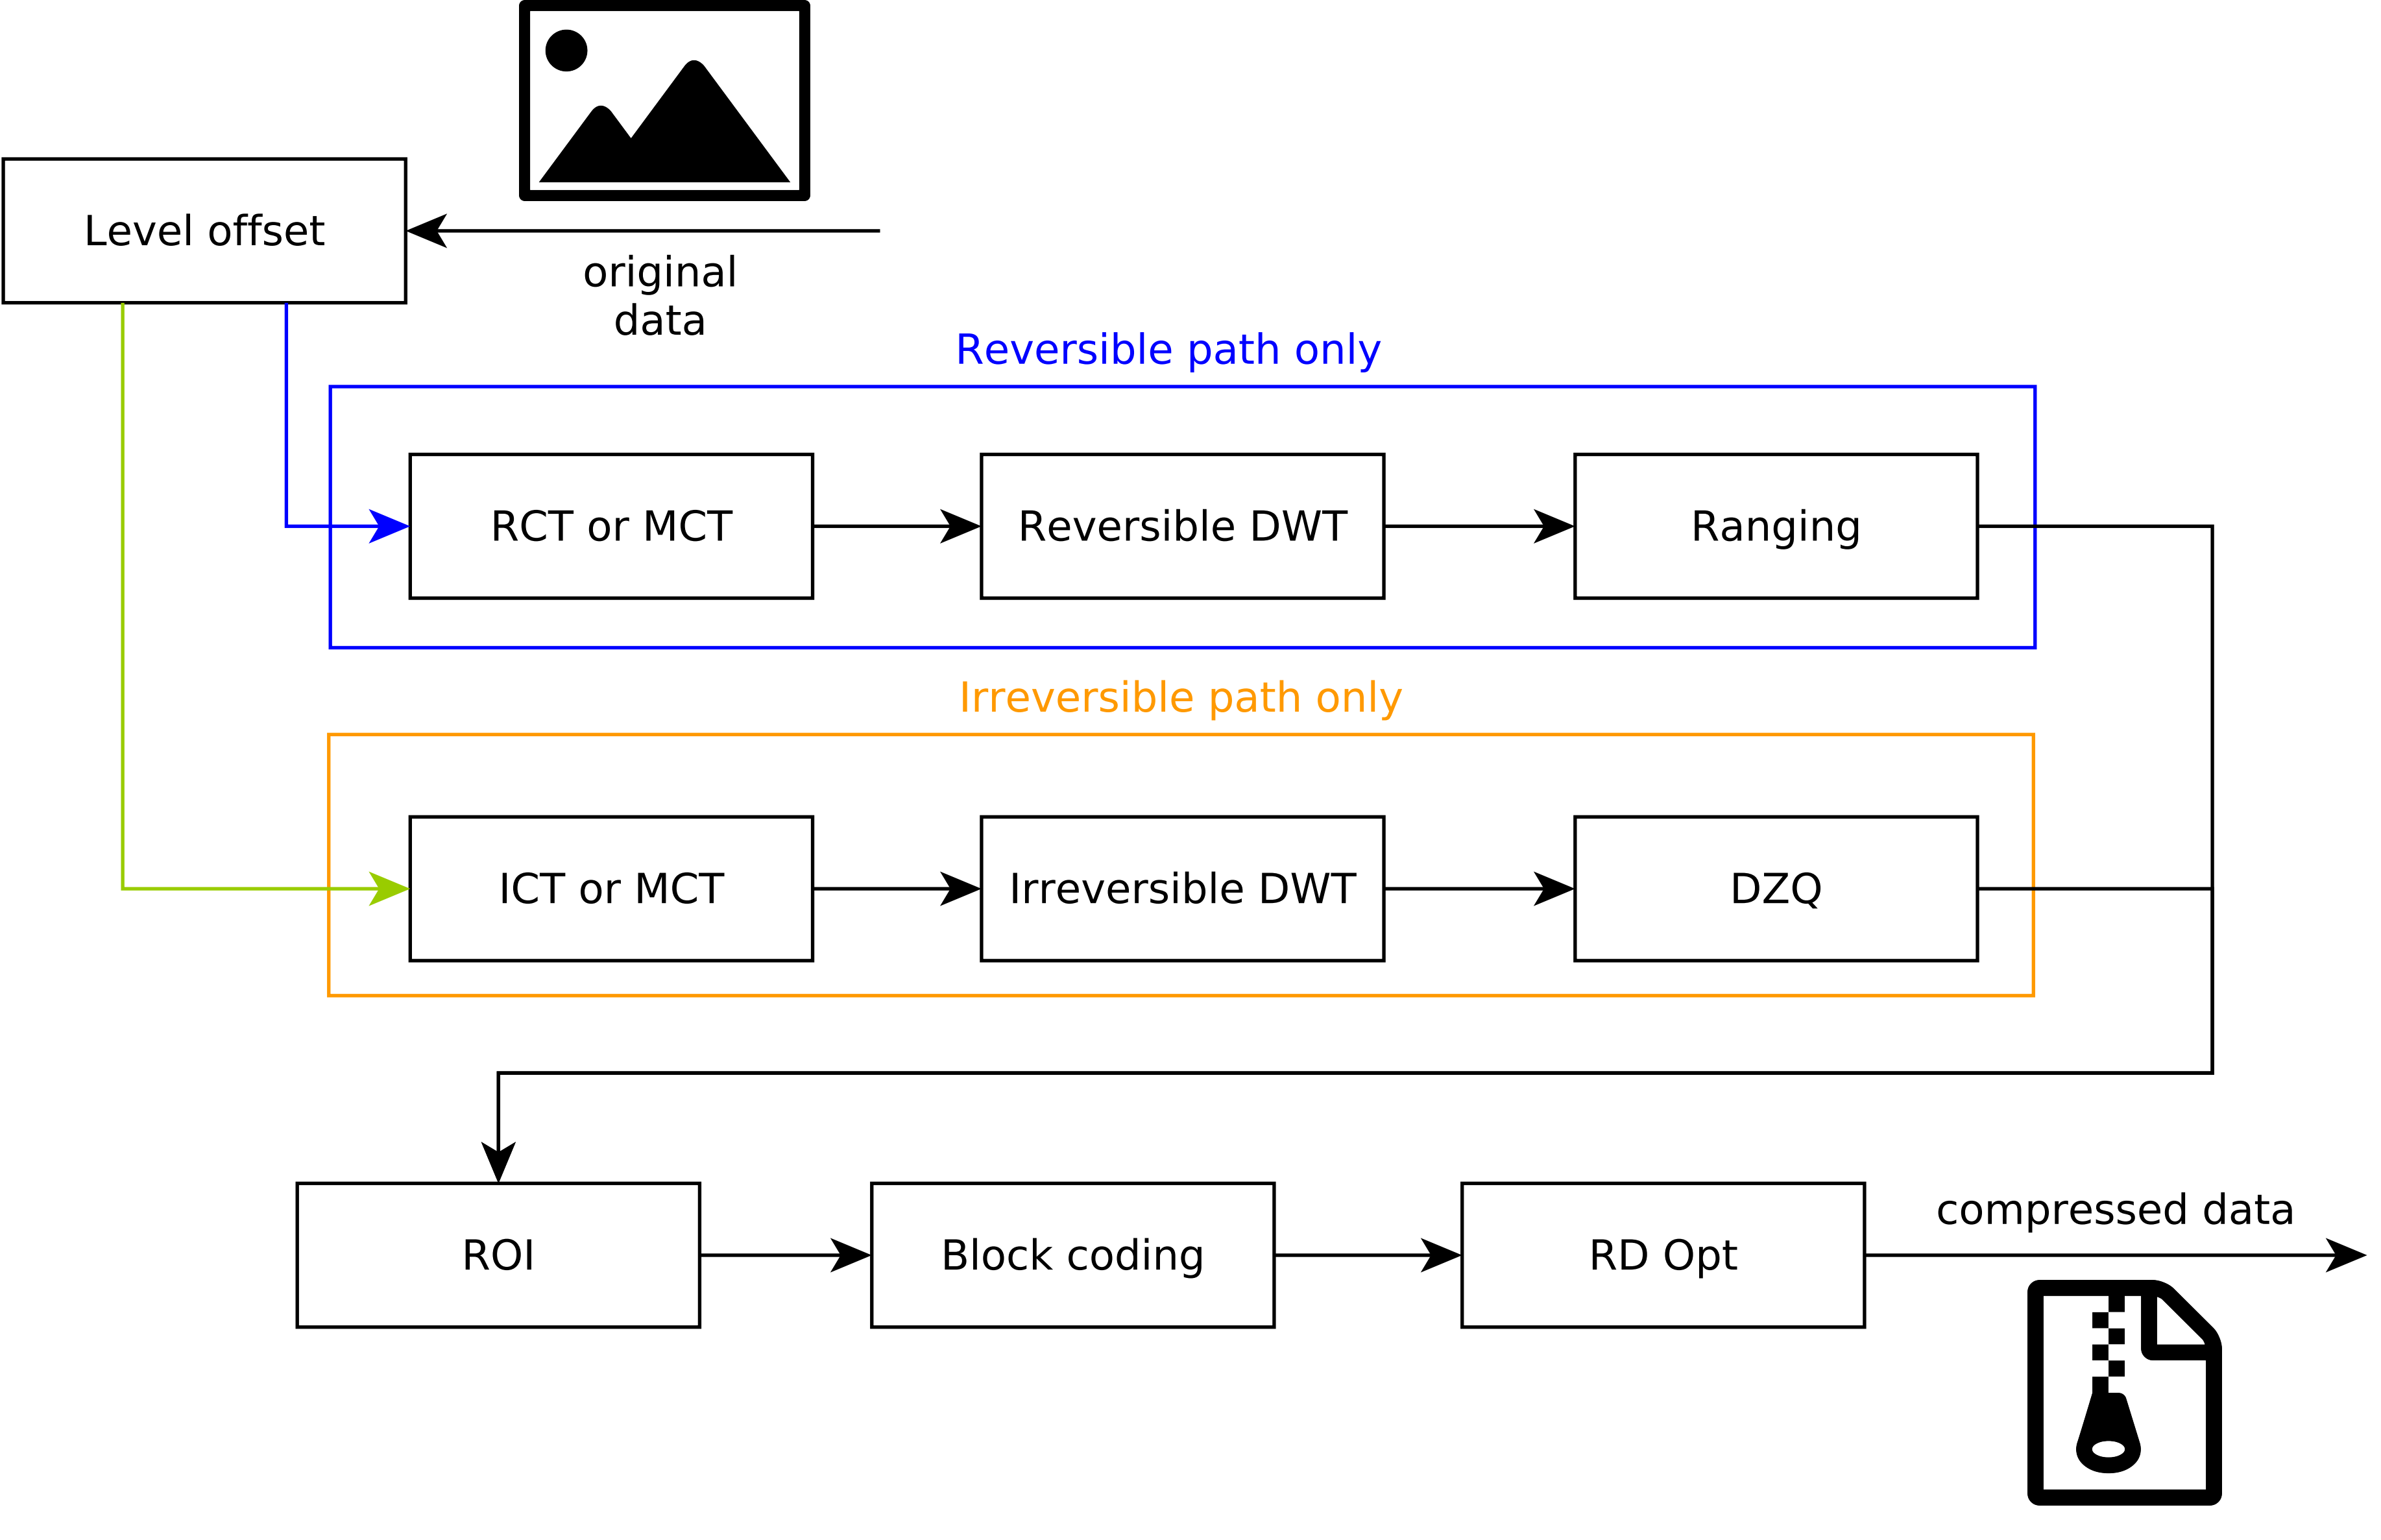 Level offset
original
data
Reversible path only
RCT or MCT
Reversible DWT
Ranging
Irreversible path only
ICT or MCT
Irreversible DWT
DZQ
ROI
Block coding
RD Opt
compressed data